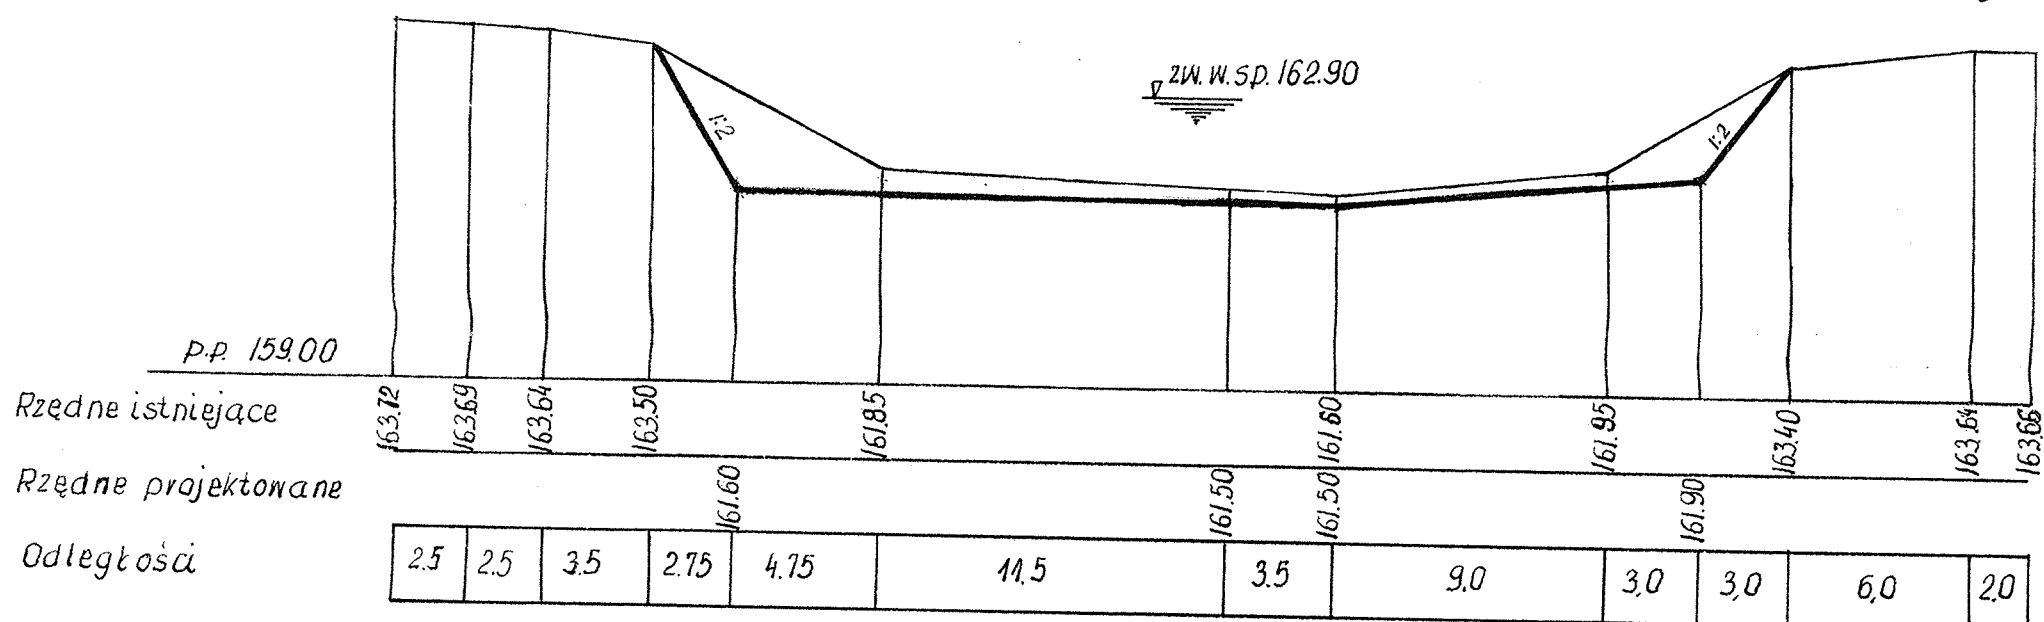 zw.w.sp. 162.90
1:2
1:2
p.p. 159.00
Rzędne istniejące 163.72 163.69 163.64 163.50 161.85 161.60 161.95 163.40 163.64 163.66
Rzędne projektowane 161.60 161.50 161.50 161.90
Odległości 2.5 2.5 3.5 2.75 4.75 11.5 3.5 9.0 3,0 3,0 6,0 2.0